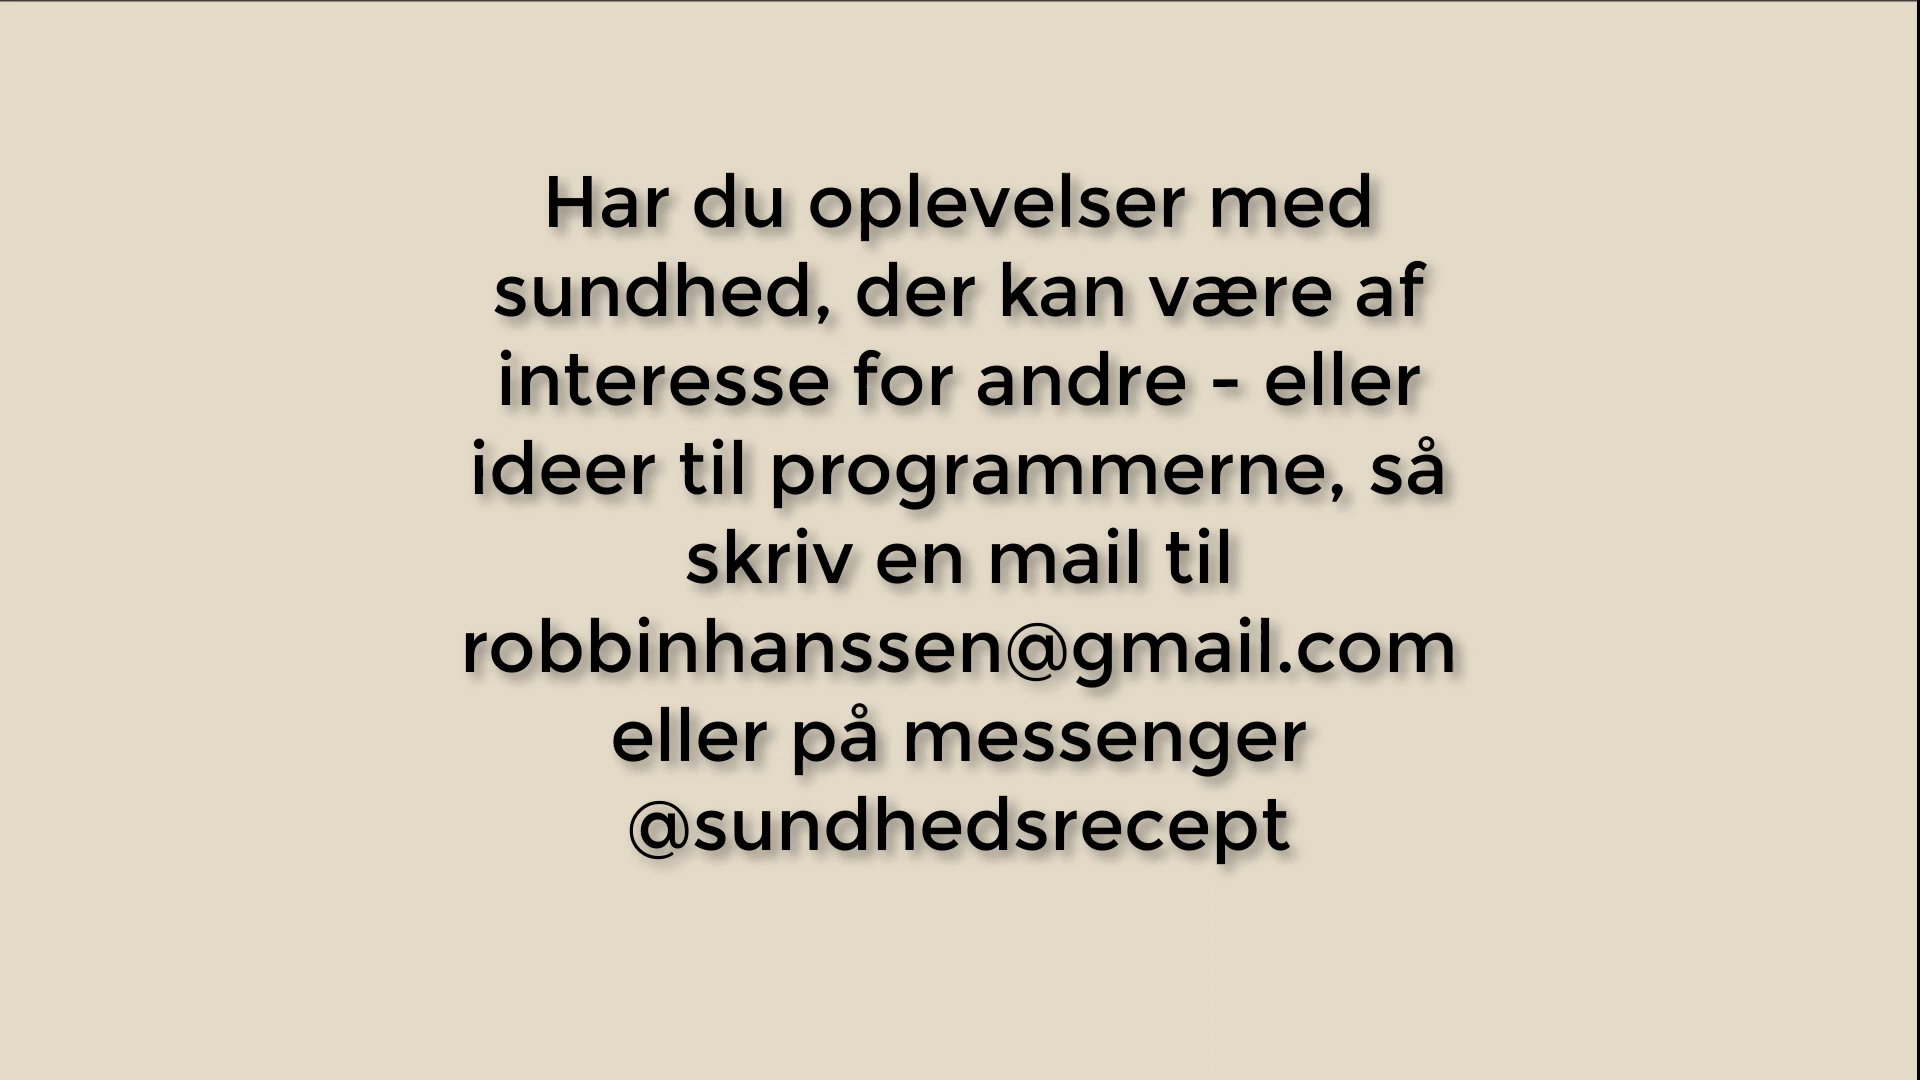 Har du oplevelser med
sundhed, der kan være af
interesse for andre - eller
ideer til programmerne, så
skriv en mail til
robbinhanssen@gmail.com
eller på messenger
@sundhedsrecept